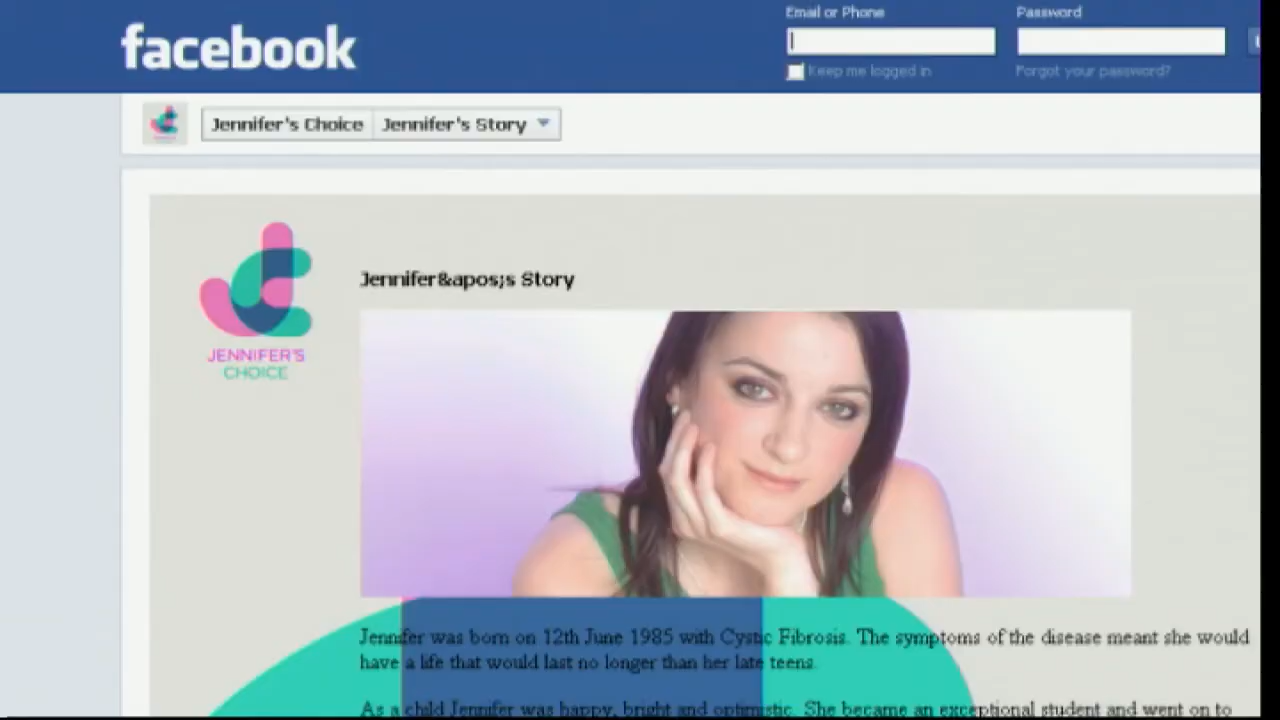 Email or Phone
Password
facebook
Keep me logged in
Forgot your password?
Jennifer's Choice
Jennifer's Story
Jennifer&apos;s Story
JENNIFER'S
CHOICE
Jennifer was born on 12th June 1985 with Cystic Fibrosis. The symptoms of the disease meant she would
have a life that would last no longer than her late teens.
As a child Jennifer was happy, bright and optimistic. She became an exceptional student and went on to